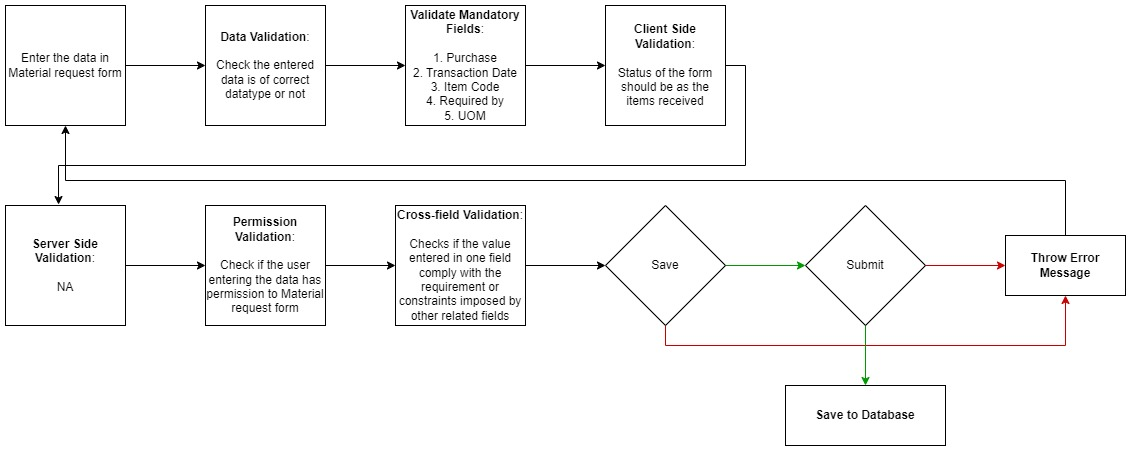 Enter the data in
Material request form
Data Validation:
Check the entered
data is of correct
datatype or not
Validate Mandatory
Fields:
1. Purchase
2. Transaction Date
3. Item Code
4. Required by
5. UOM
Client Side
Validation:
Status of the form
should be as the
items received
Server Side
Validation:
NA
Permission
Validation:
Check if the user
entering the data has
permission to Material
request form
Cross-field Validation:
Checks if the value
entered in one field
comply with the
requirement or
constraints imposed by
other related fields
Save
Submit
Throw Error
Message
Save to Database